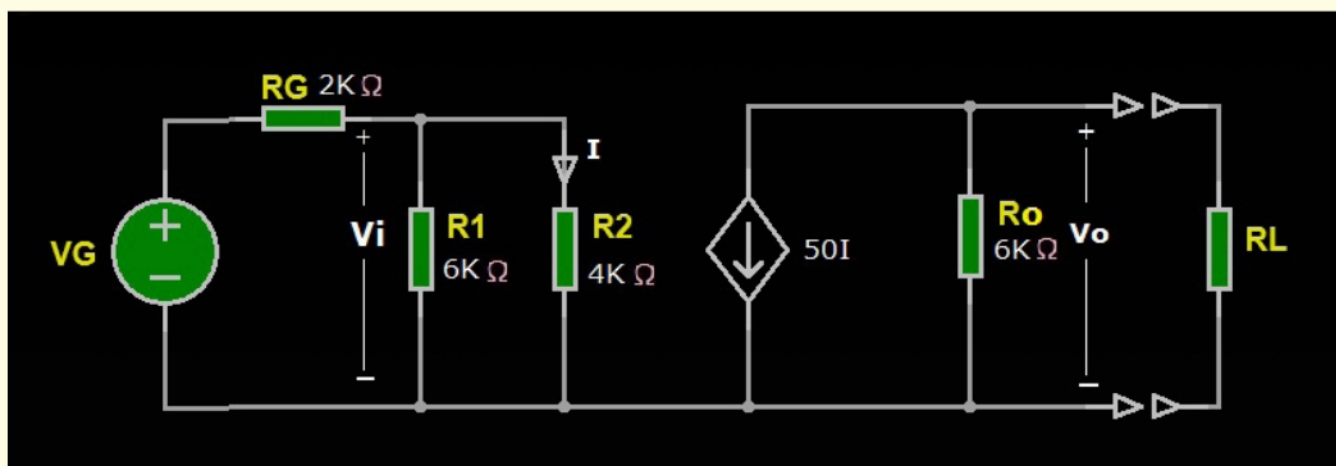 RG 2K Ω
+
I
+
VG
Vi
R1
6K Ω
R2
4K Ω
50I
Ro
6K Ω
+
Vo
RL
−
−
−